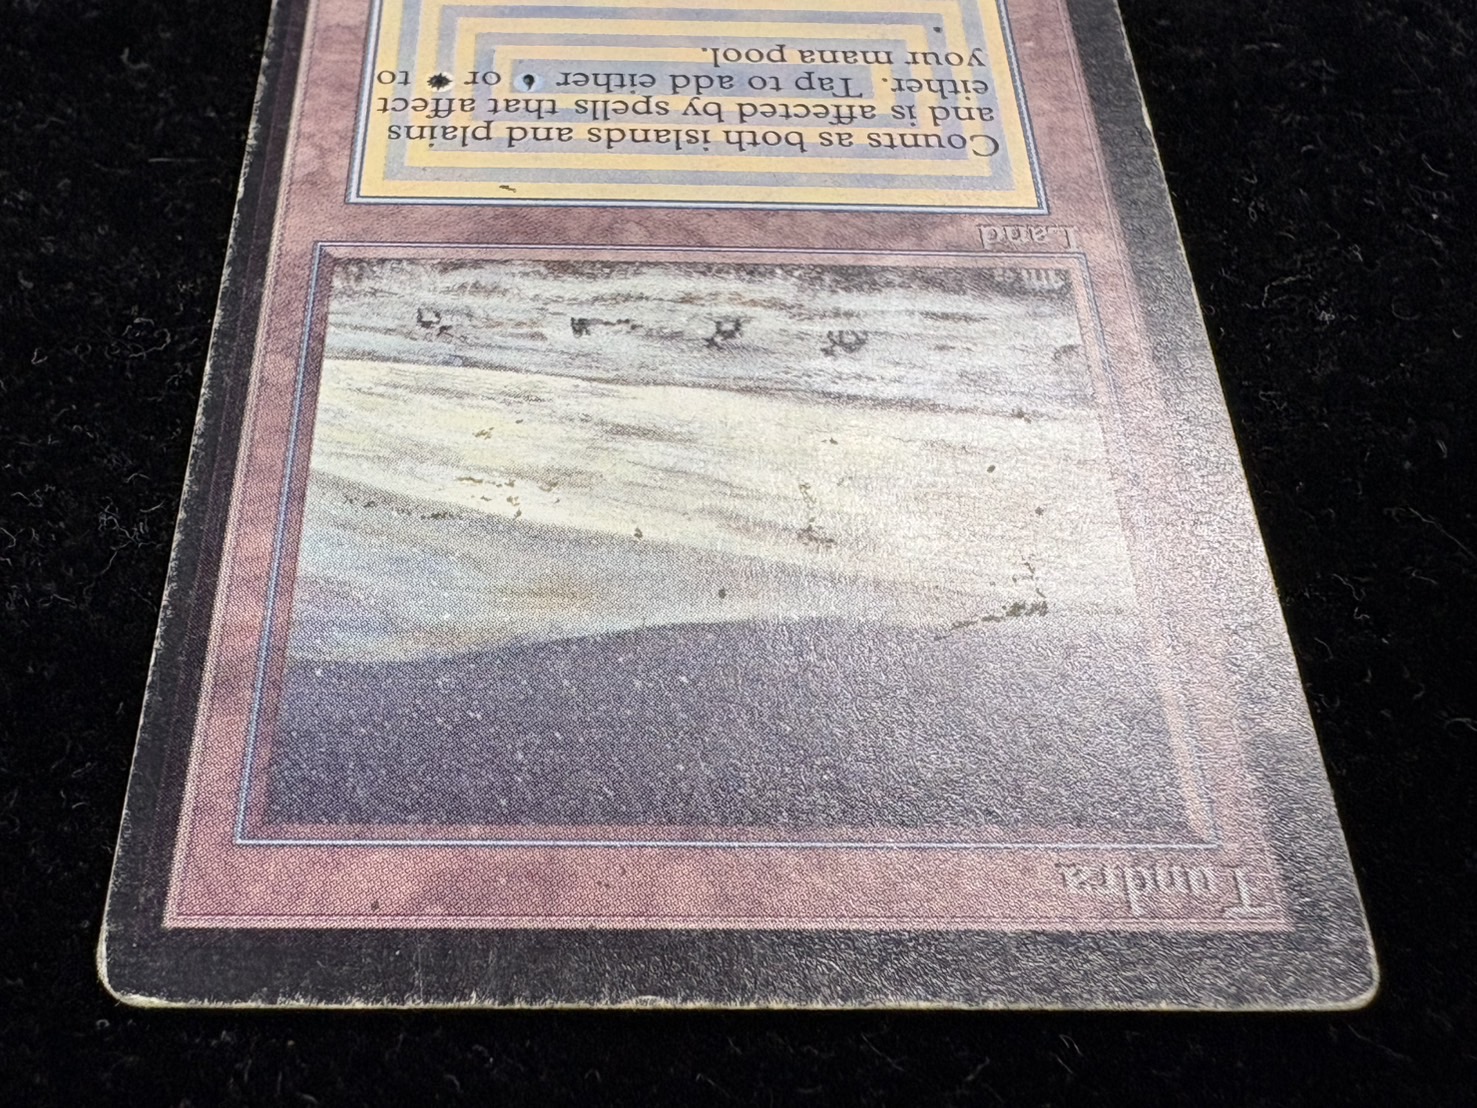 Tundra
Land
Counts as both islands and plains
and is affected by spells that affect
either. Tap to add either or to
your mana pool.